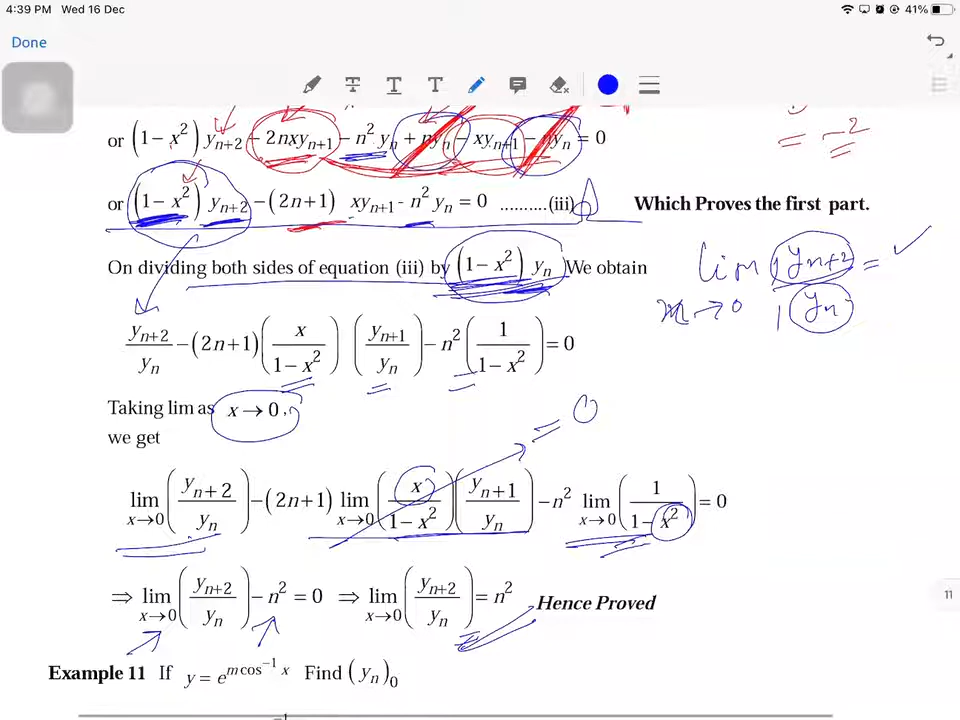 4:39 PM Wed 16 Dec 41%
Done
or (1 − x²) yₙ₊₂ − 2nxyₙ₊₁ − n² yₙ + nyₙ − xyₙ₊₁ − nyₙ = 0
= −2
or (1 − x²) yₙ₊₂ − (2n+1) xyₙ₊₁ - n² yₙ = 0 ..........(iii) Which Proves the first part.
On dividing both sides of equation (iii) by (1 − x²) yₙ We obtain
lim yₙ₊₂ / yₙ =
x → 0
yₙ₊₂/yₙ − (2n+1) (x/(1 − x²)) (yₙ₊₁/yₙ) − n² (1/(1 − x²)) = 0
Taking lim as x → 0,
we get
= 0
lim x→0 (yₙ₊₂/yₙ) − (2n+1) lim x→0 (x/(1 − x²)) (yₙ₊₁/yₙ) − n² lim x→0 (1/(1 − x²)) = 0
⇒ lim x→0 (yₙ₊₂/yₙ) − n² = 0 ⇒ lim x→0 (yₙ₊₂/yₙ) = n² Hence Proved
11
Example 11 If y = e^(m cos⁻¹ x) Find (yₙ)₀